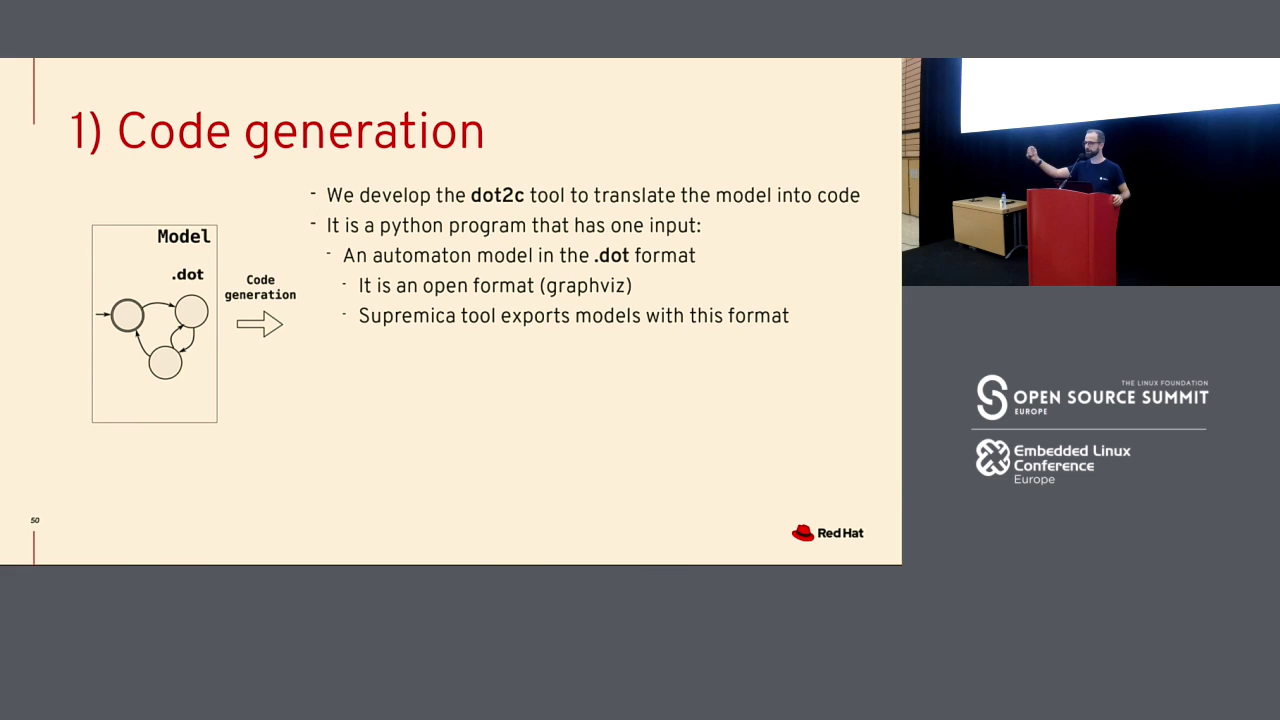 1) Code generation
- We develop the dot2c tool to translate the model into code
- It is a python program that has one input:
- An automaton model in the .dot format
- It is an open format (graphviz)
- Supremica tool exports models with this format
Model
.dot
Code
generation
50
Red Hat
THE LINUX FOUNDATION
OPEN SOURCE SUMMIT
EUROPE
Embedded Linux
Conference
Europe